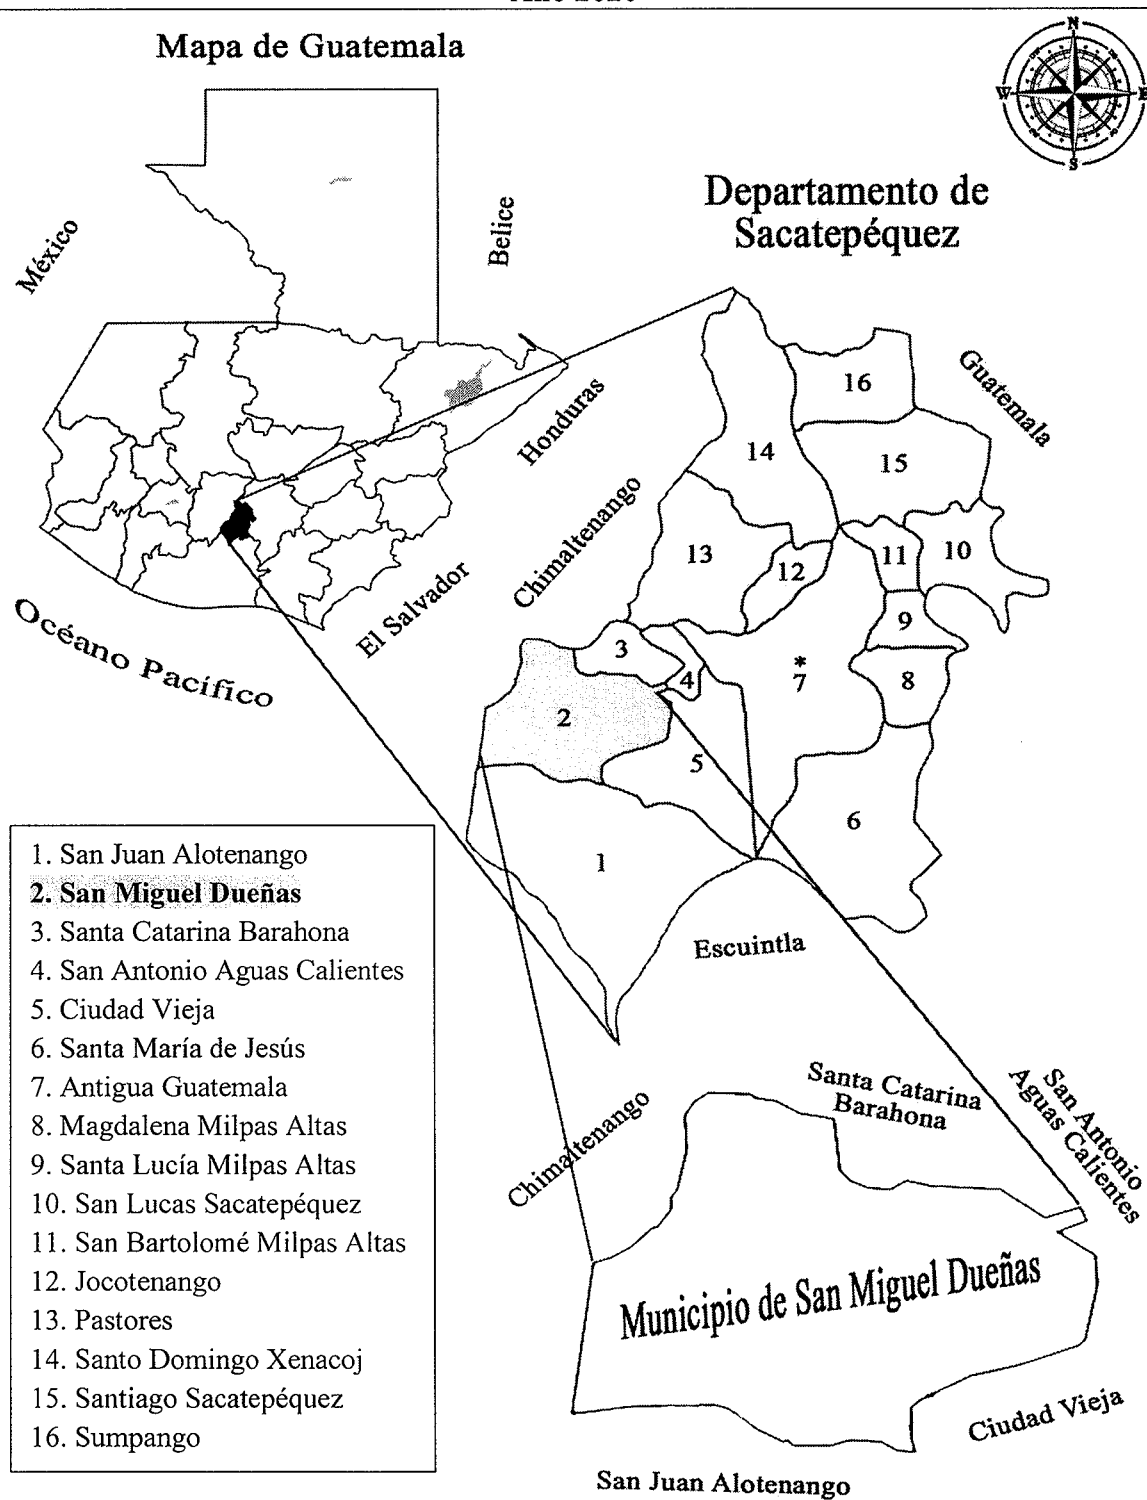 Mapa de Guatemala
N
W
E
S
Departamento de
Sacatepéquez
México
Belice
Honduras
Guatemala
Chimaltenango
El Salvador
Océano Pacífico
16
14
15
13
12
11
10
9
3
4
*
7
8
2
5
6
1
Escuintla
1. San Juan Alotenango
2. San Miguel Dueñas
3. Santa Catarina Barahona
4. San Antonio Aguas Calientes
5. Ciudad Vieja
6. Santa María de Jesús
7. Antigua Guatemala
8. Magdalena Milpas Altas
9. Santa Lucía Milpas Altas
10. San Lucas Sacatepéquez
11. San Bartolomé Milpas Altas
12. Jocotenango
13. Pastores
14. Santo Domingo Xenacoj
15. Santiago Sacatepéquez
16. Sumpango
Chimaltenango
Santa Catarina
Barahona
San Antonio
Aguas Calientes
Municipio de San Miguel Dueñas
Ciudad Vieja
San Juan Alotenango